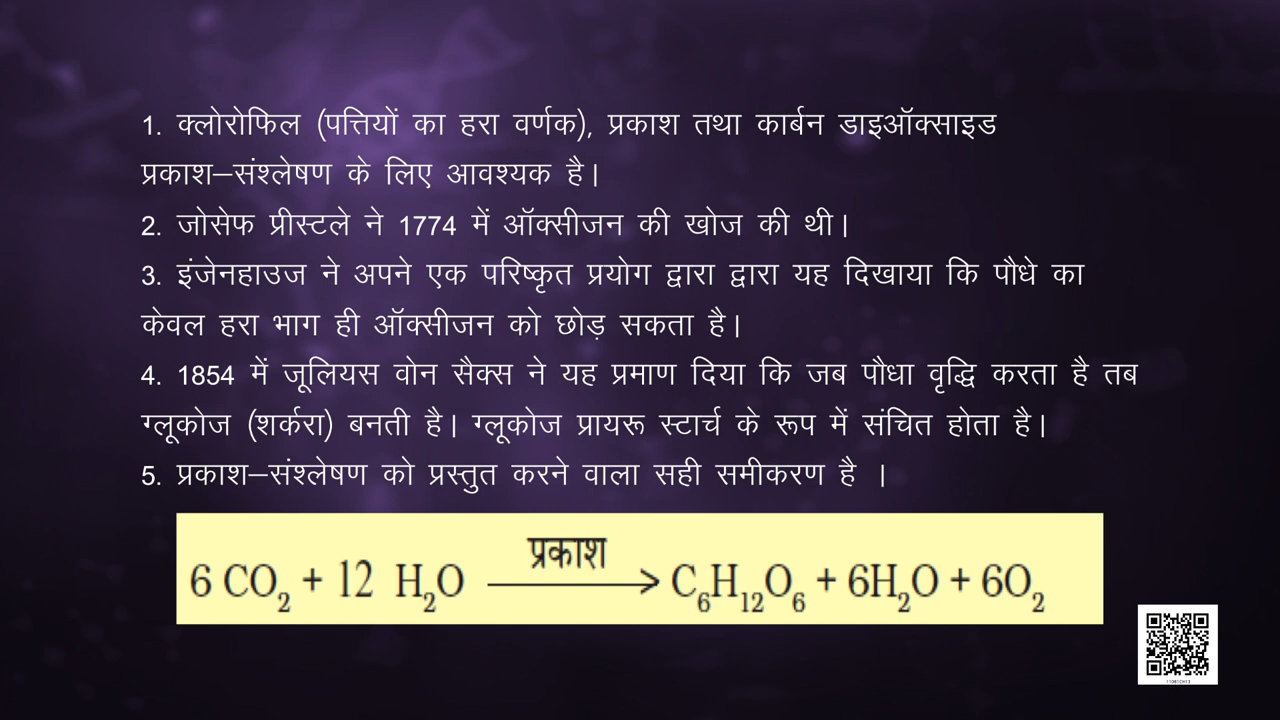 1. क्लोरोफिल (पत्तियों का हरा वर्णक), प्रकाश तथा कार्बन डाइऑक्साइड
प्रकाश–संश्लेषण के लिए आवश्यक है।
2. जोसेफ प्रीस्टले ने 1774 में ऑक्सीजन की खोज की थी।
3. इंजेनहाउज ने अपने एक परिष्कृत प्रयोग द्वारा द्वारा यह दिखाया कि पौधे का
केवल हरा भाग ही ऑक्सीजन को छोड़ सकता है।
4. 1854 में जूलियस वोन सैक्स ने यह प्रमाण दिया कि जब पौधा वृद्धि करता है तब
ग्लूकोज (शर्करा) बनती है। ग्लूकोज प्रायरू स्टार्च के रूप में संचित होता है।
5. प्रकाश–संश्लेषण को प्रस्तुत करने वाला सही समीकरण है ।
प्रकाश
6 CO₂ + 12 H₂O ⟶ C₆H₁₂O₆ + 6H₂O + 6O₂